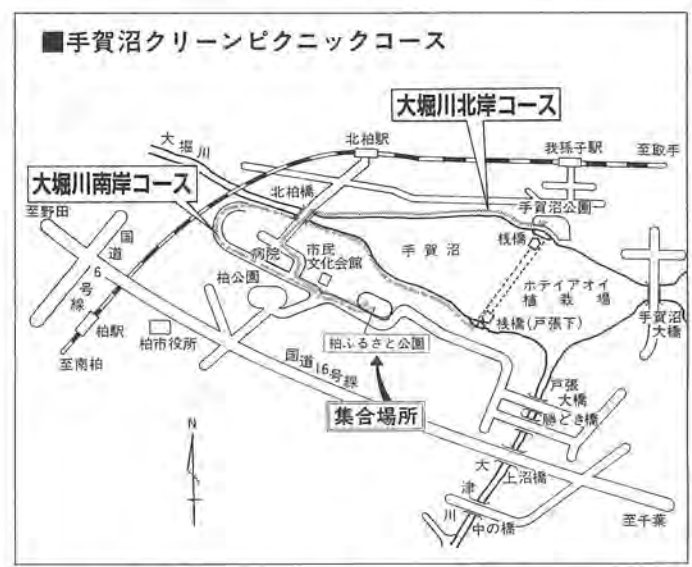 ■手賀沼クリーンピクニックコース
大堀川北岸コース
大堀川
北柏駅
我孫子駅
至取手
大堀川南岸コース
北柏橋
手賀沼公園
至野田
国道6号線
病院
市民
文化会館
手賀沼
桟橋
柏公園
ホテイアオイ
植栽場
柏駅
柏市役所
桟橋(戸張下)
手賀沼
大橋
柏ふるさと公園
至南柏
国道16号線
集合場所
戸張
大橋
勝どき橋
N
大津川
上沼橋
中の橋
至千葉